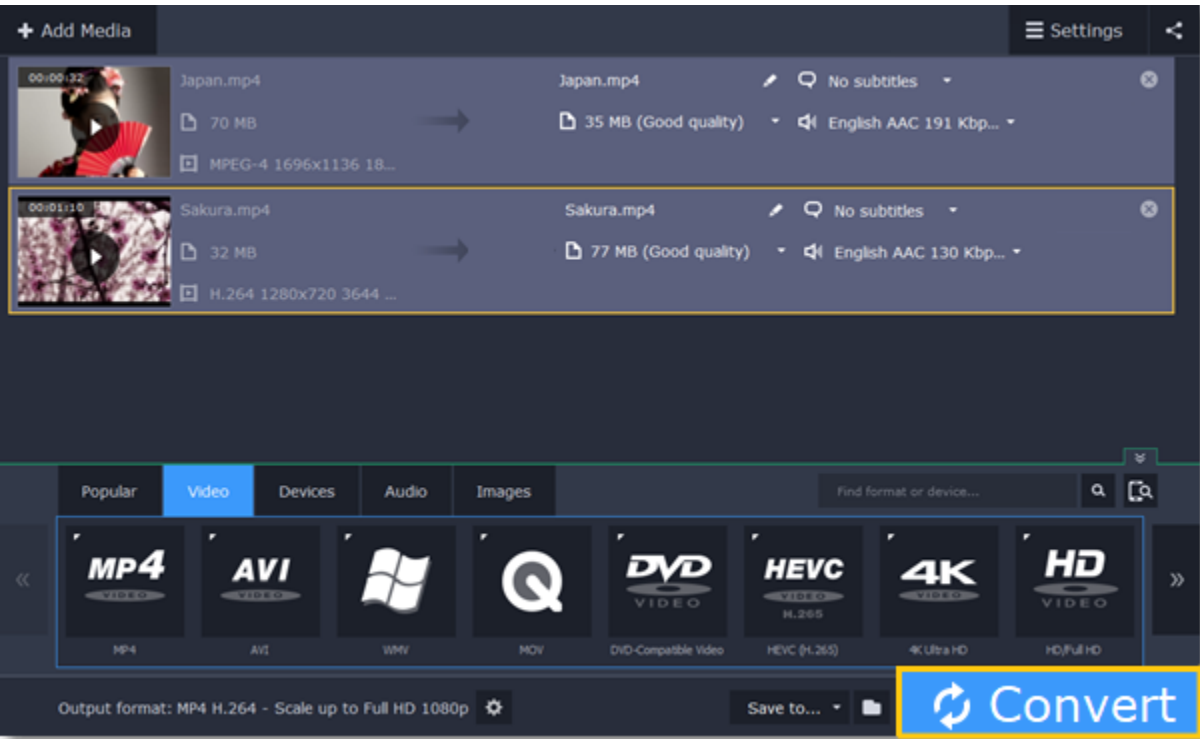 Add Media
Settings
00:00:32
Japan.mp4
Japan.mp4
No subtitles
70 MB
35 MB (Good quality)
English AAC 191 Kbp...
MPEG-4 1696x1136 18...
00:01:10
Sakura.mp4
Sakura.mp4
No subtitles
32 MB
77 MB (Good quality)
English AAC 130 Kbp...
H.264 1280x720 3644 ...
Popular
Video
Devices
Audio
Images
Find format or device...
MP4
VIDEO
AVI
VIDEO
DVD
VIDEO
HEVC
VIDEO
H.265
4K
VIDEO
HD
VIDEO
MP4
AVI
WMV
MOV
DVD-Compatible Video
HEVC (H.265)
4K Ultra HD
HD/Full HD
Output format: MP4 H.264 - Scale up to Full HD 1080p
Save to...
Convert